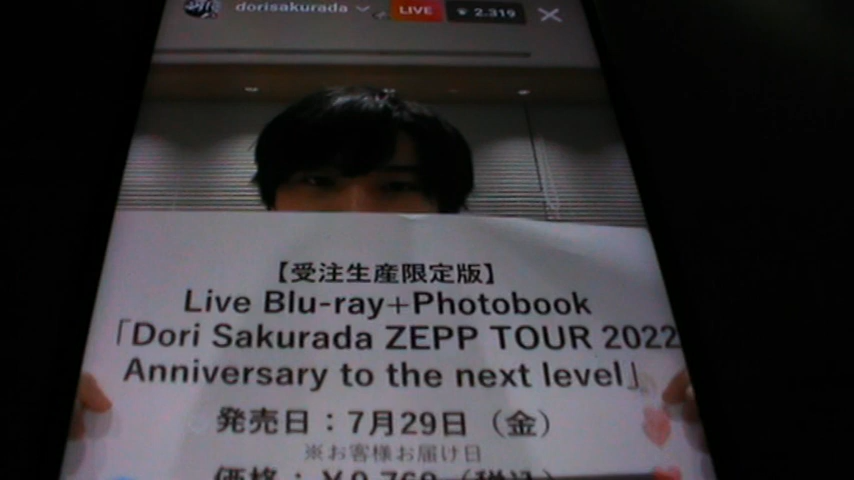 dorisakurada
LIVE
2.319
【受注生産限定版】
Live Blu-ray+Photobook
「Dori Sakurada ZEPP TOUR 2022
Anniversary to the next level」
発売日：7月29日（金）
※お客様お届け日
価格：